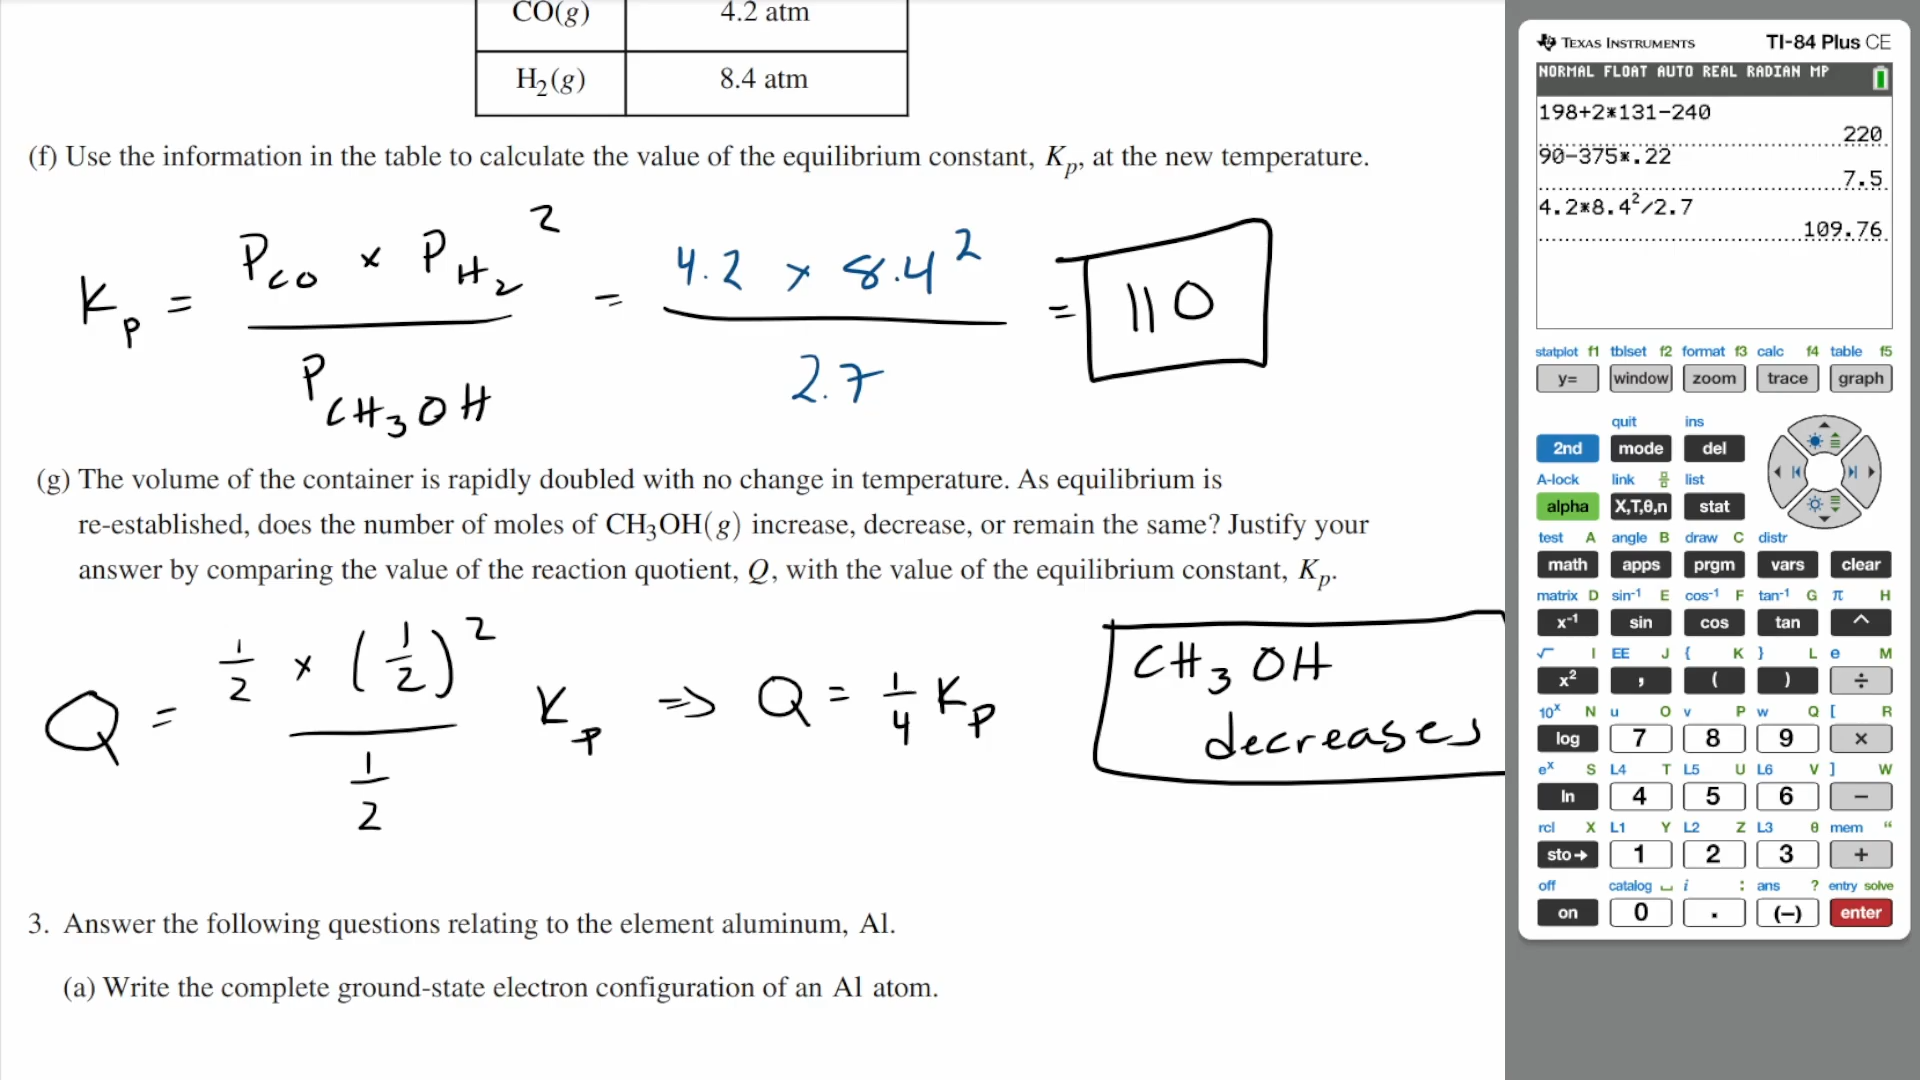 CO(g) 4.2 atm
H₂(g) 8.4 atm
(f) Use the information in the table to calculate the value of the equilibrium constant, Kₚ, at the new temperature.
Kₚ = (P_CO × P_H₂²) / P_CH₃OH = (4.2 × 8.4²) / 2.7 = 110
(g) The volume of the container is rapidly doubled with no change in temperature. As equilibrium is
re-established, does the number of moles of CH₃OH(g) increase, decrease, or remain the same? Justify your
answer by comparing the value of the reaction quotient, Q, with the value of the equilibrium constant, Kₚ.
Q = (1/2 × (1/2)²) / (1/2) Kₚ => Q = 1/4 Kₚ
CH₃OH
decreases
3. Answer the following questions relating to the element aluminum, Al.
(a) Write the complete ground-state electron configuration of an Al atom.
TEXAS INSTRUMENTS TI-84 Plus CE
NORMAL FLOAT AUTO REAL RADIAN MP
198+2*131-240
220
90-375*.22
7.5
4.2*8.4²/2.7
109.76
statplot f1 tblset f2 format f3 calc f4 table f5
y= window zoom trace graph
quit ins
2nd mode del
A-lock link list
alpha X,T,θ,n stat
test A angle B draw C distr
math apps prgm vars clear
matrix D sin⁻¹ E cos⁻¹ F tan⁻¹ G π H
x⁻¹ sin cos tan ^
√ I EE J { K } L e M
x² , ( ) ÷
10ˣ N u O v P w Q [ R
log 7 8 9 ×
eˣ S L4 T L5 U L6 V ] W
ln 4 5 6 −
rcl X L1 Y L2 Z L3 θ mem “
sto→ 1 2 3 +
off catalog ⌴ i : ans ? entry solve
on 0 . (−) enter